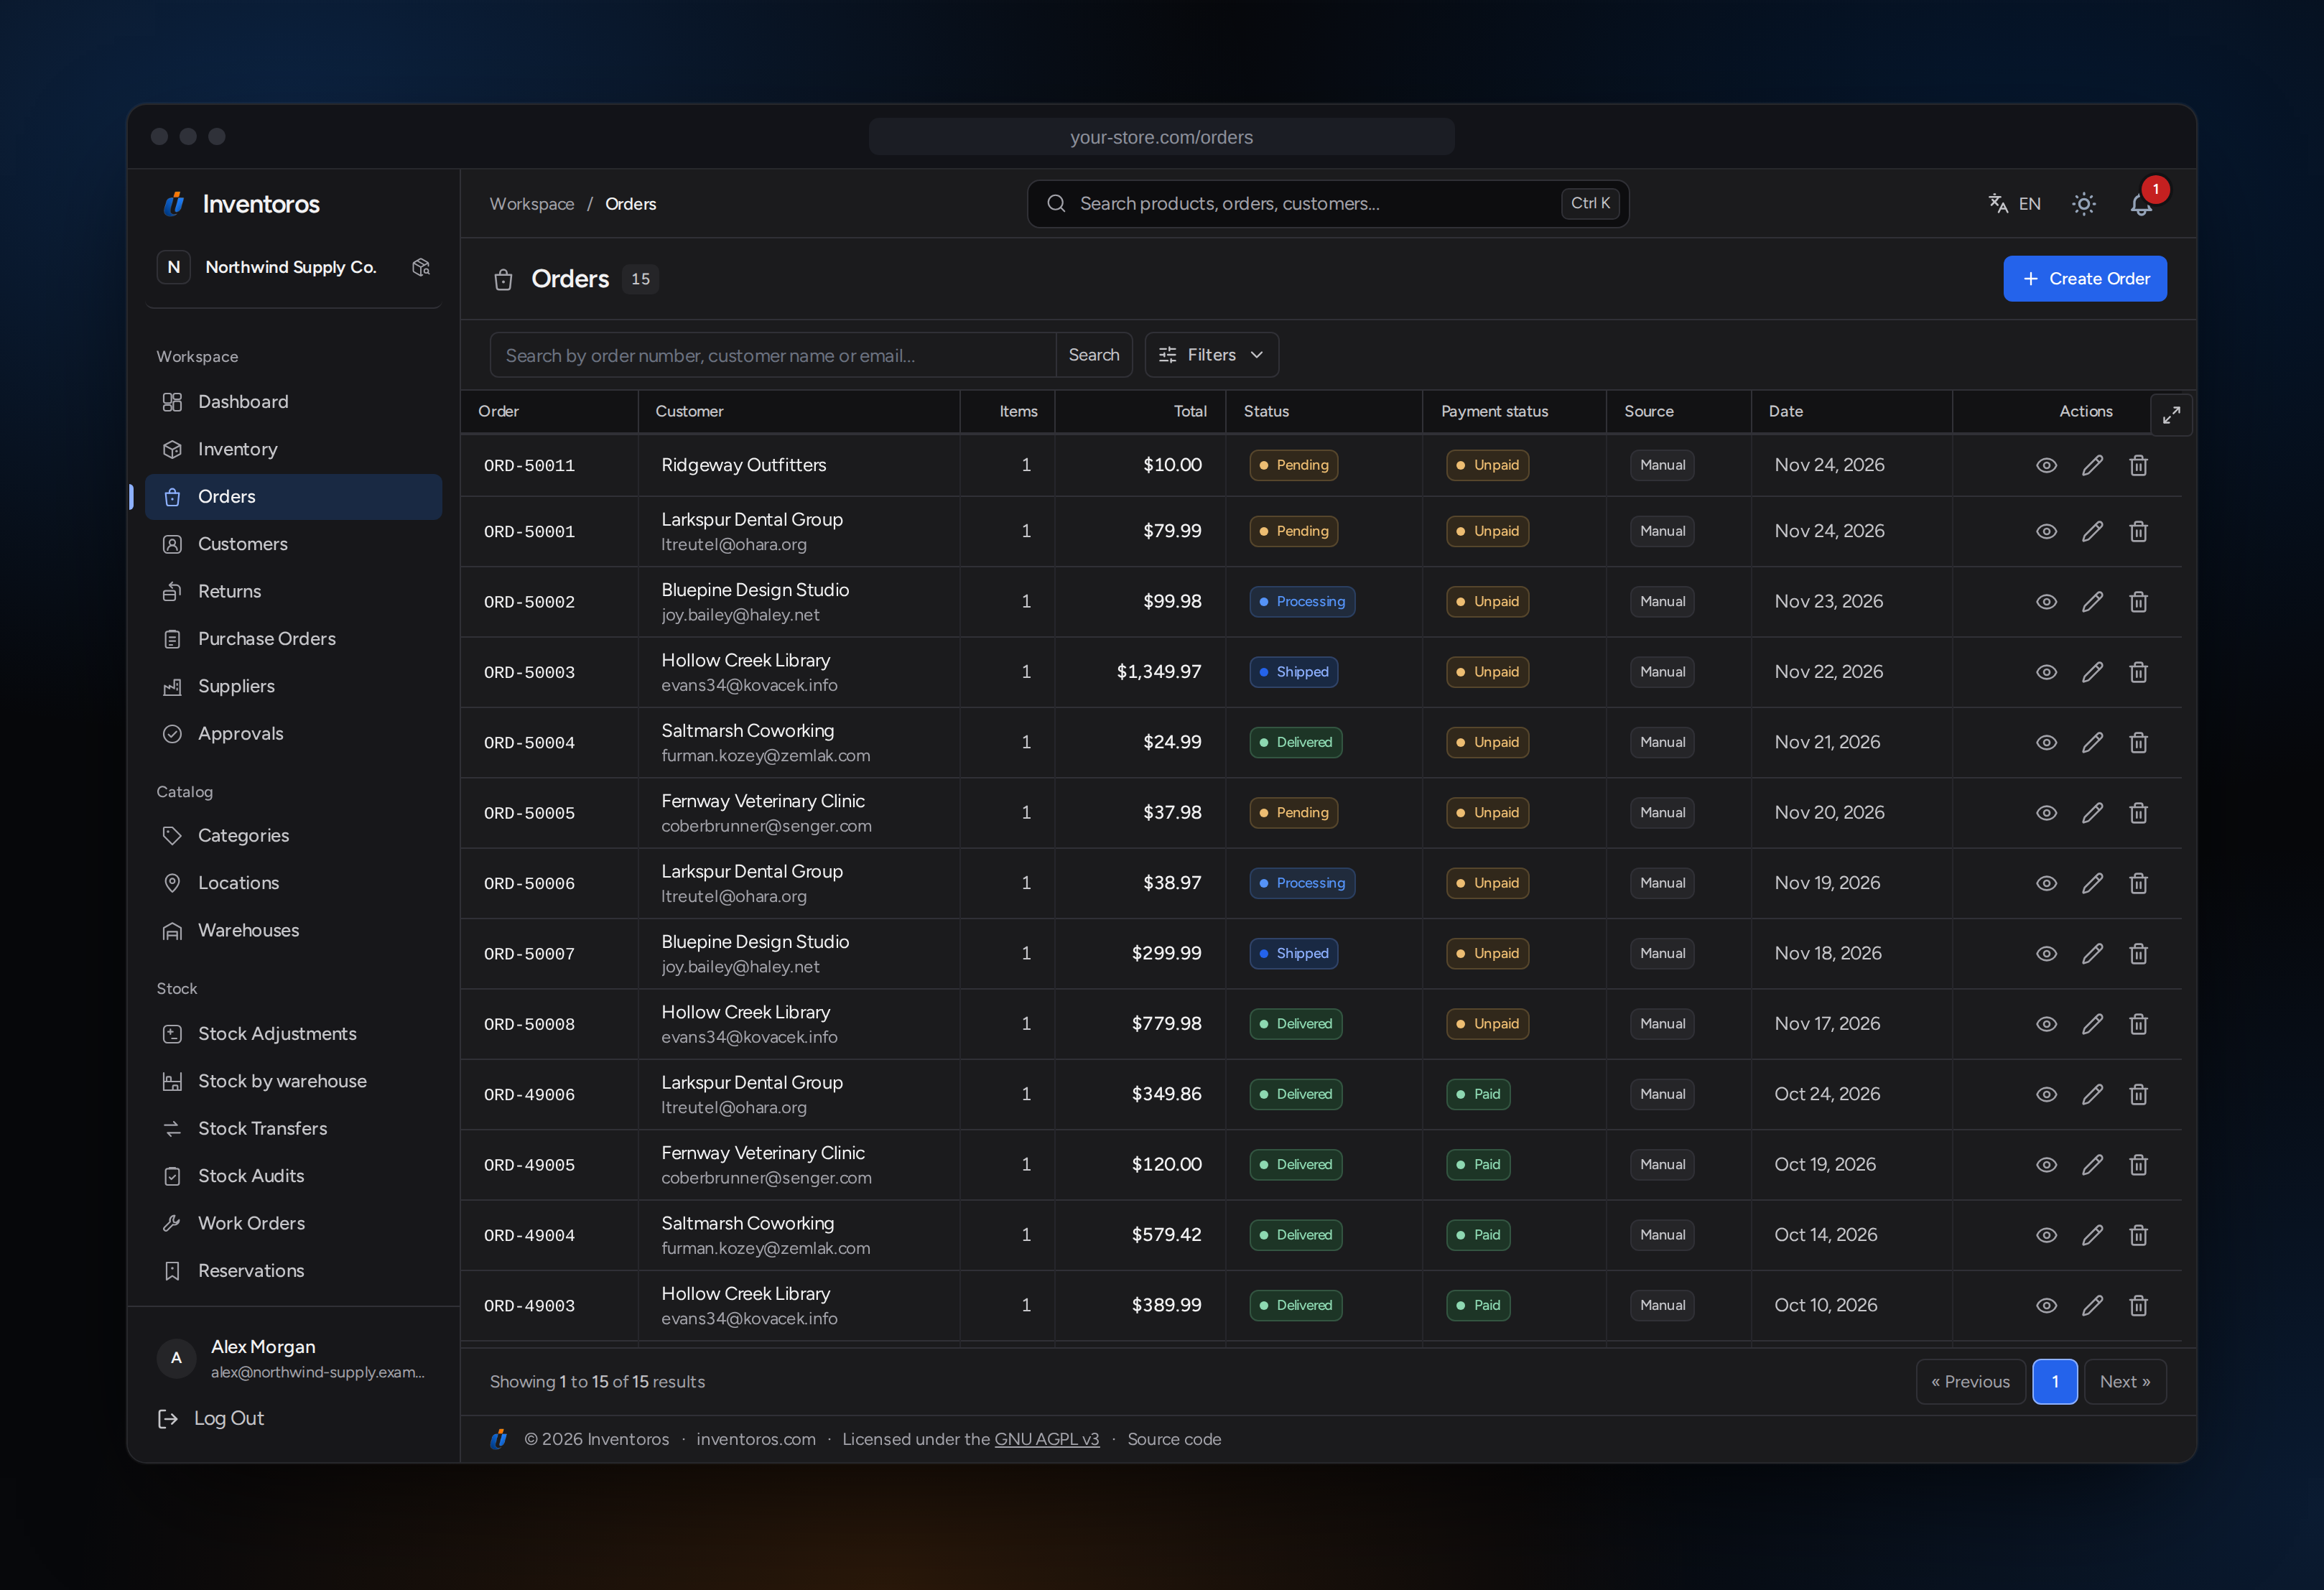 your-store.com/orders
Inventoros
Workspace / Orders
Search products, orders, customers...
Ctrl K
EN
1
N
Northwind Supply Co.
Orders 15
Create Order
Search by order number, customer name or email...
Search
Filters
Workspace
Dashboard
Inventory
Orders
Customers
Returns
Purchase Orders
Suppliers
Approvals
Catalog
Categories
Locations
Warehouses
Stock
Stock Adjustments
Stock by warehouse
Stock Transfers
Stock Audits
Work Orders
Reservations
A
Alex Morgan
alex@northwind-supply.exam...
Log Out
Order Customer Items Total Status Payment status Source Date Actions
ORD-50011 Ridgeway Outfitters 1 $10.00 Pending Unpaid Manual Nov 24, 2026
ORD-50001 Larkspur Dental Group 1 $79.99 Pending Unpaid Manual Nov 24, 2026
ltreutel@ohara.org
ORD-50002 Bluepine Design Studio 1 $99.98 Processing Unpaid Manual Nov 23, 2026
joy.bailey@haley.net
ORD-50003 Hollow Creek Library 1 $1,349.97 Shipped Unpaid Manual Nov 22, 2026
evans34@kovacek.info
ORD-50004 Saltmarsh Coworking 1 $24.99 Delivered Unpaid Manual Nov 21, 2026
furman.kozey@zemlak.com
ORD-50005 Fernway Veterinary Clinic 1 $37.98 Pending Unpaid Manual Nov 20, 2026
coberbrunner@senger.com
ORD-50006 Larkspur Dental Group 1 $38.97 Processing Unpaid Manual Nov 19, 2026
ltreutel@ohara.org
ORD-50007 Bluepine Design Studio 1 $299.99 Shipped Unpaid Manual Nov 18, 2026
joy.bailey@haley.net
ORD-50008 Hollow Creek Library 1 $779.98 Delivered Unpaid Manual Nov 17, 2026
evans34@kovacek.info
ORD-49006 Larkspur Dental Group 1 $349.86 Delivered Paid Manual Oct 24, 2026
ltreutel@ohara.org
ORD-49005 Fernway Veterinary Clinic 1 $120.00 Delivered Paid Manual Oct 19, 2026
coberbrunner@senger.com
ORD-49004 Saltmarsh Coworking 1 $579.42 Delivered Paid Manual Oct 14, 2026
furman.kozey@zemlak.com
ORD-49003 Hollow Creek Library 1 $389.99 Delivered Paid Manual Oct 10, 2026
evans34@kovacek.info
Showing 1 to 15 of 15 results
« Previous 1 Next »
© 2026 Inventoros · inventoros.com · Licensed under the GNU AGPL v3 · Source code